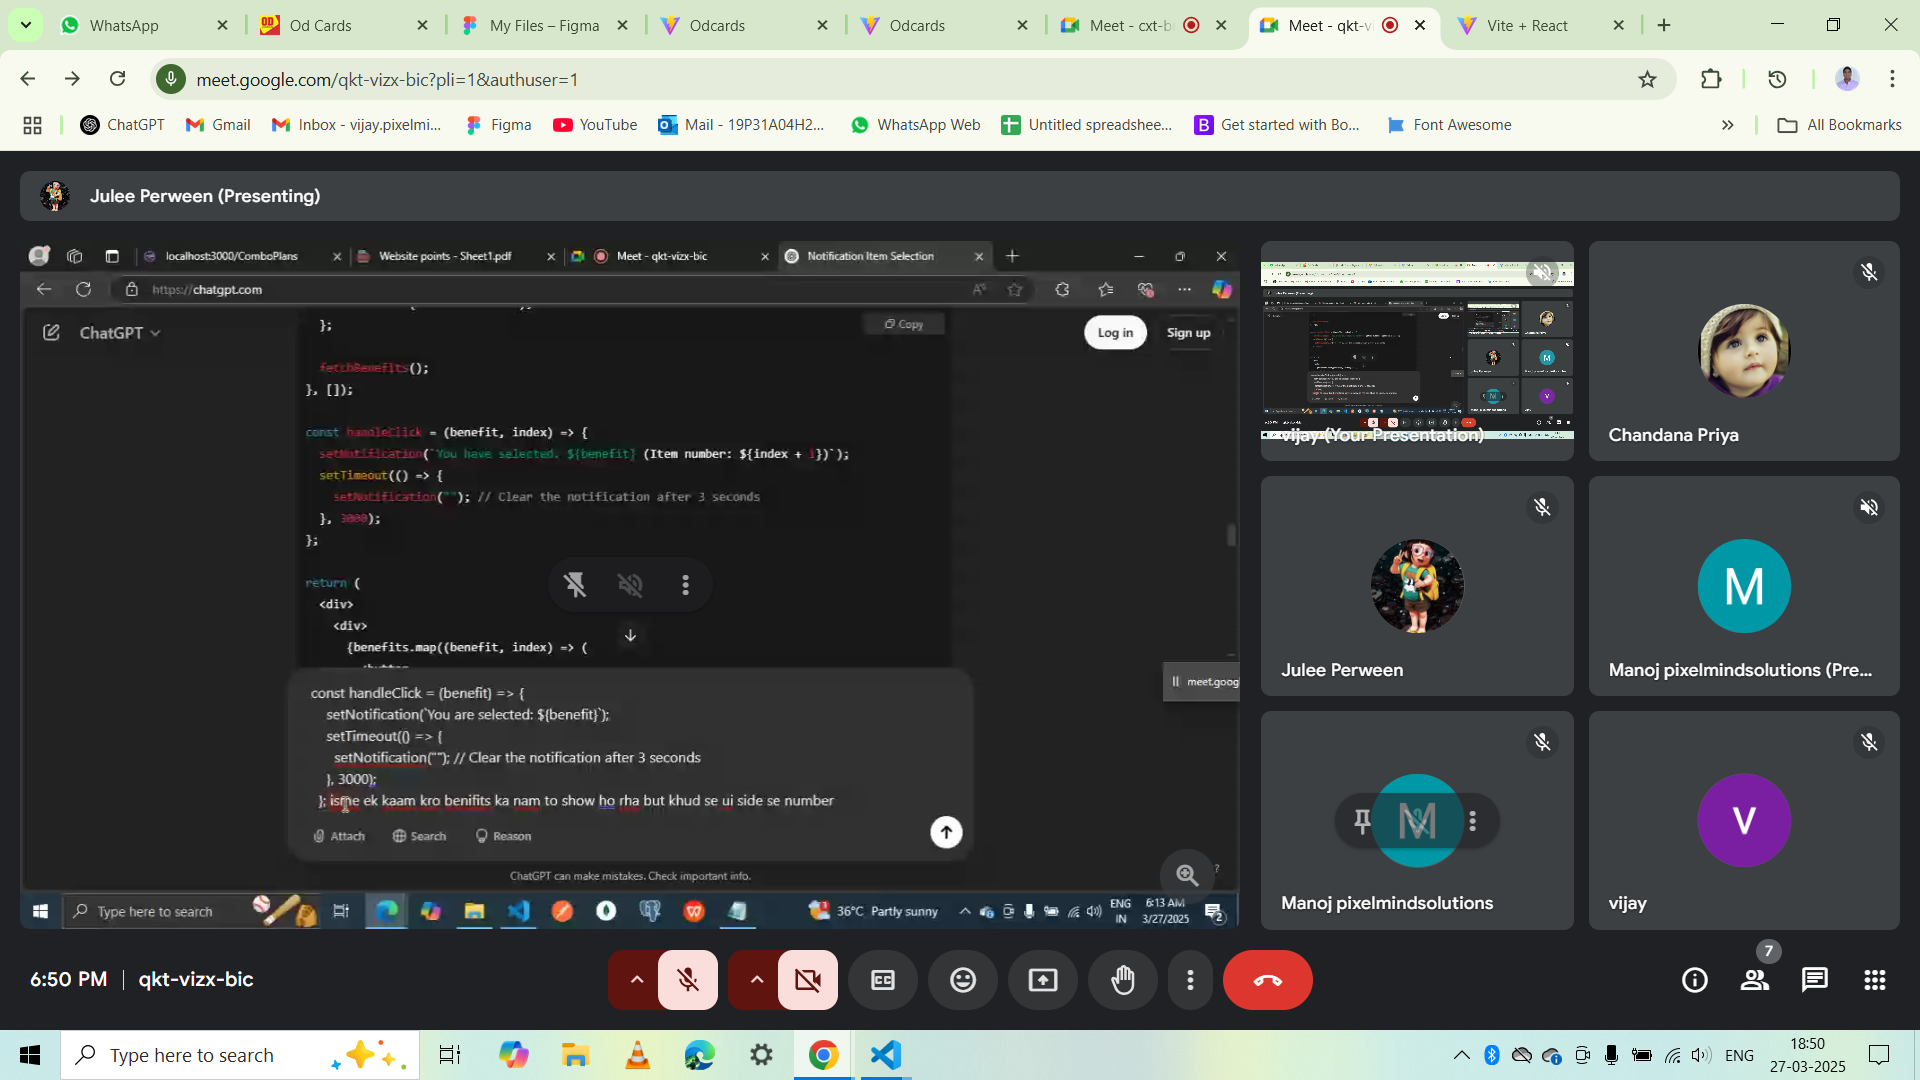 WhatsApp
Od Cards
My Files – Figma
Odcards
Odcards
Meet - cxt-b
Meet - qkt-v
Vite + React
meet.google.com/qkt-vizx-bic?pli=1&authuser=1
ChatGPT
Gmail
Inbox - vijay.pixelmi...
Figma
YouTube
Mail - 19P31A04H2...
WhatsApp Web
Untitled spreadshee...
Get started with Bo...
Font Awesome
All Bookmarks
Julee Perween (Presenting)
localhost:3000/ComboPlans
Website points - Sheet1.pdf
Meet - qkt-vizx-bic
Notification Item Selection
https://chatgpt.com
ChatGPT
Copy
Log in
Sign up
};
fetchBenefits();
}, []);
const handleClick = (benefit, index) => {
setNotification(`You have selected. ${benefit} (Item number: ${index + 1})`);
setTimeout(() => {
setNotification(""); // Clear the notification after 3 seconds
}, 3000);
};
return (
<div>
<div>
{benefits.map((benefit, index) => (
const handleClick = (benefit) => {
setNotification(`You are selected: ${benefit}`);
setTimeout(() => {
setNotification(""); // Clear the notification after 3 seconds
}, 3000);
}; isme ek kaam kro benifits ka nam to show ho rha but khud se ui side se number
Attach
Search
Reason
ChatGPT can make mistakes. Check important info.
meet.goog
Type here to search
36°C Partly sunny
ENG
IN
6:13 AM
3/27/2025
2
vijay (Your Presentation)
Chandana Priya
Julee Perween
Manoj pixelmindsolutions (Pre...
Manoj pixelmindsolutions
vijay
M
V
M
6:50 PM | qkt-vizx-bic
7
Type here to search
ENG
18:50
27-03-2025